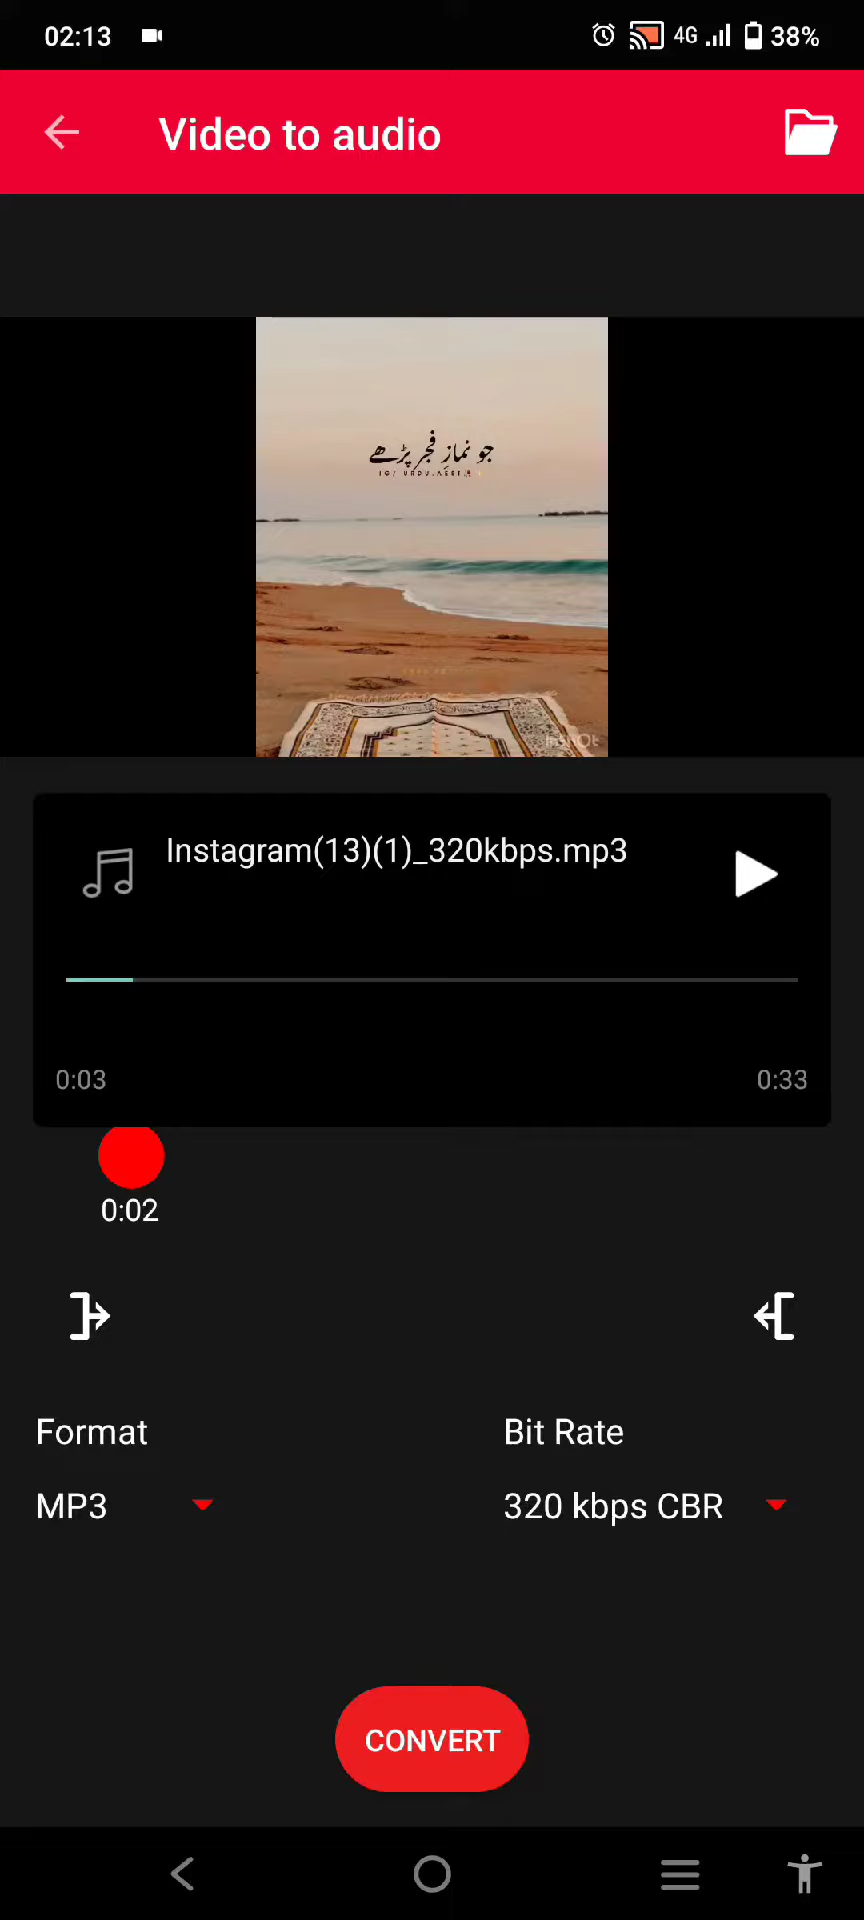 02:13
4G
38%
Video to audio
جو نمازِ فجر پڑھے
Instagram(13)(1)_320kbps.mp3
0:03
0:33
0:02
Format
Bit Rate
MP3
320 kbps CBR
CONVERT